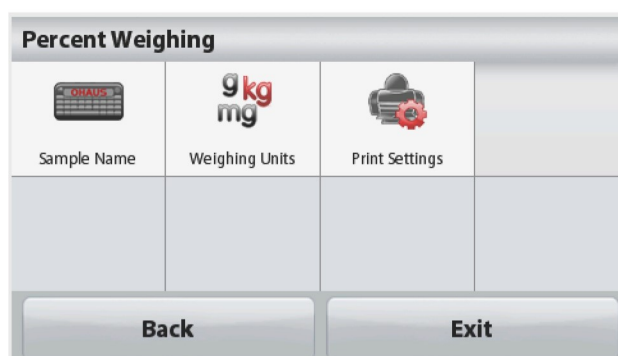 Percent Weighing
OHAUS
g kg
mg
Sample Name
Weighing Units
Print Settings
Back
Exit